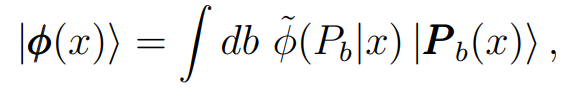 |𝝓(x)⟩ = ∫ db ϕ̃(P_b|x) |𝑷_b(x)⟩ ,